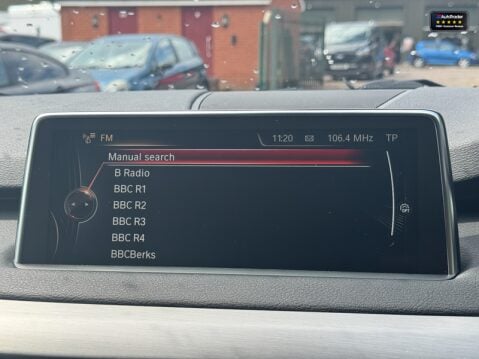 AutoTrader
FM 11:20 106.4 MHz TP
Manual search
B Radio
BBC R1
BBC R2
BBC R3
BBC R4
BBCBerks